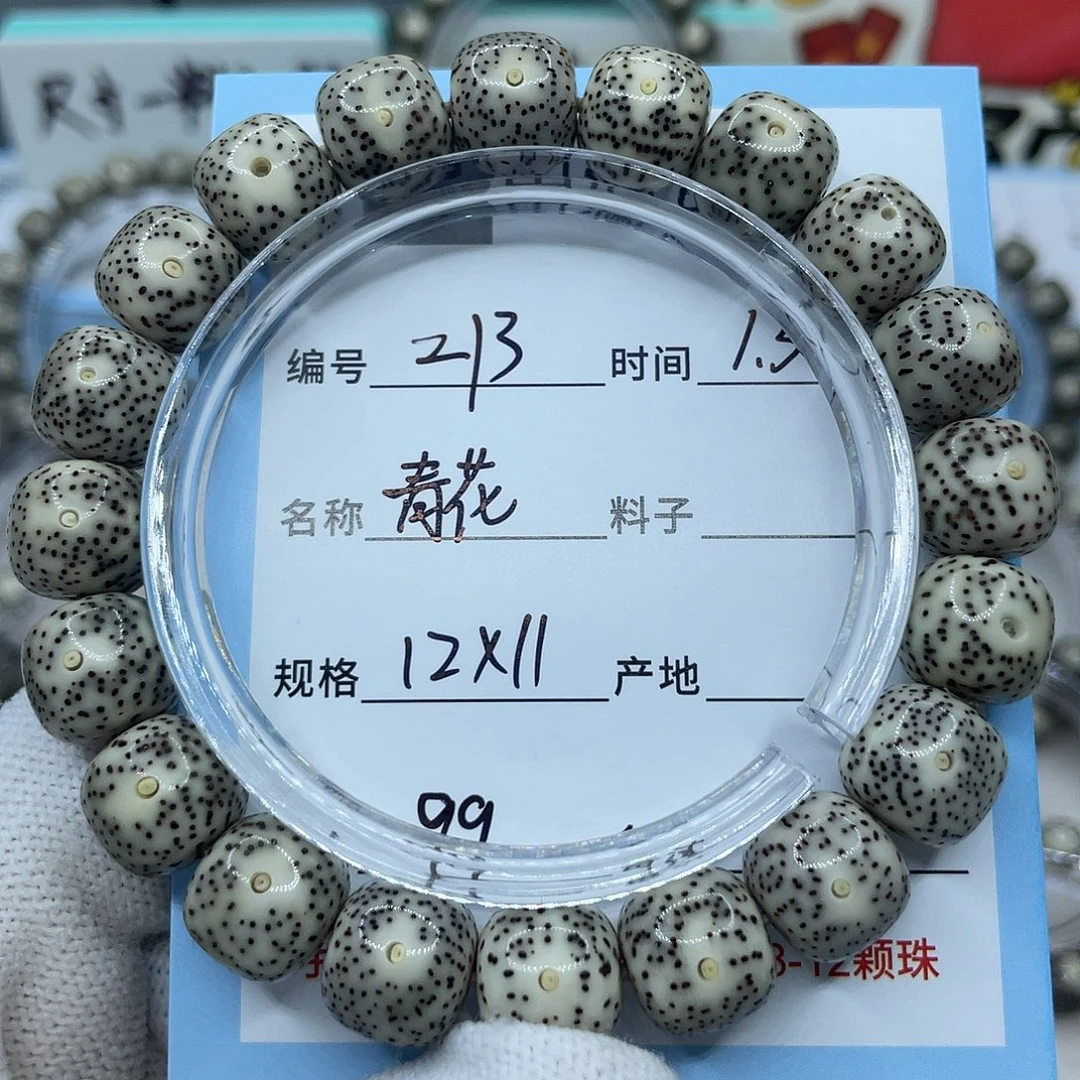 编号 213 时间 1.5
名称 青花 料子
规格 12X11 产地
99
8-12颗珠